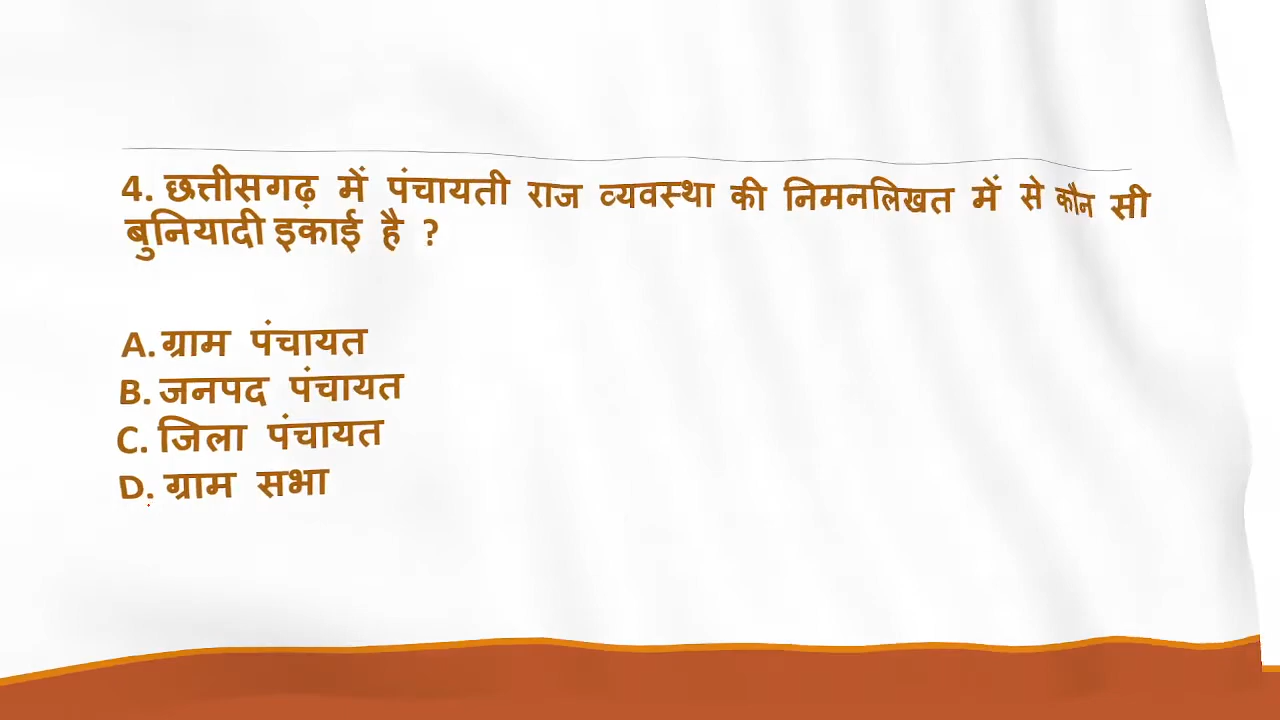 4. छत्तीसगढ़ में पंचायती राज व्यवस्था की निमनलिखत में से कौन सी
बुनियादी इकाई है ?
A. ग्राम पंचायत
B. जनपद पंचायत
C. जिला पंचायत
D. ग्राम सभा